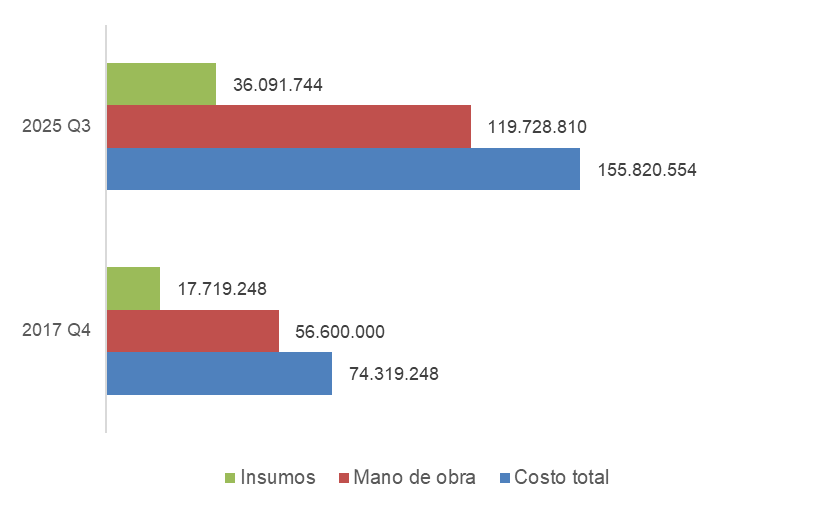 36.091.744
2025 Q3
119.728.810
155.820.554
17.719.248
2017 Q4
56.600.000
74.319.248
Insumos Mano de obra Costo total